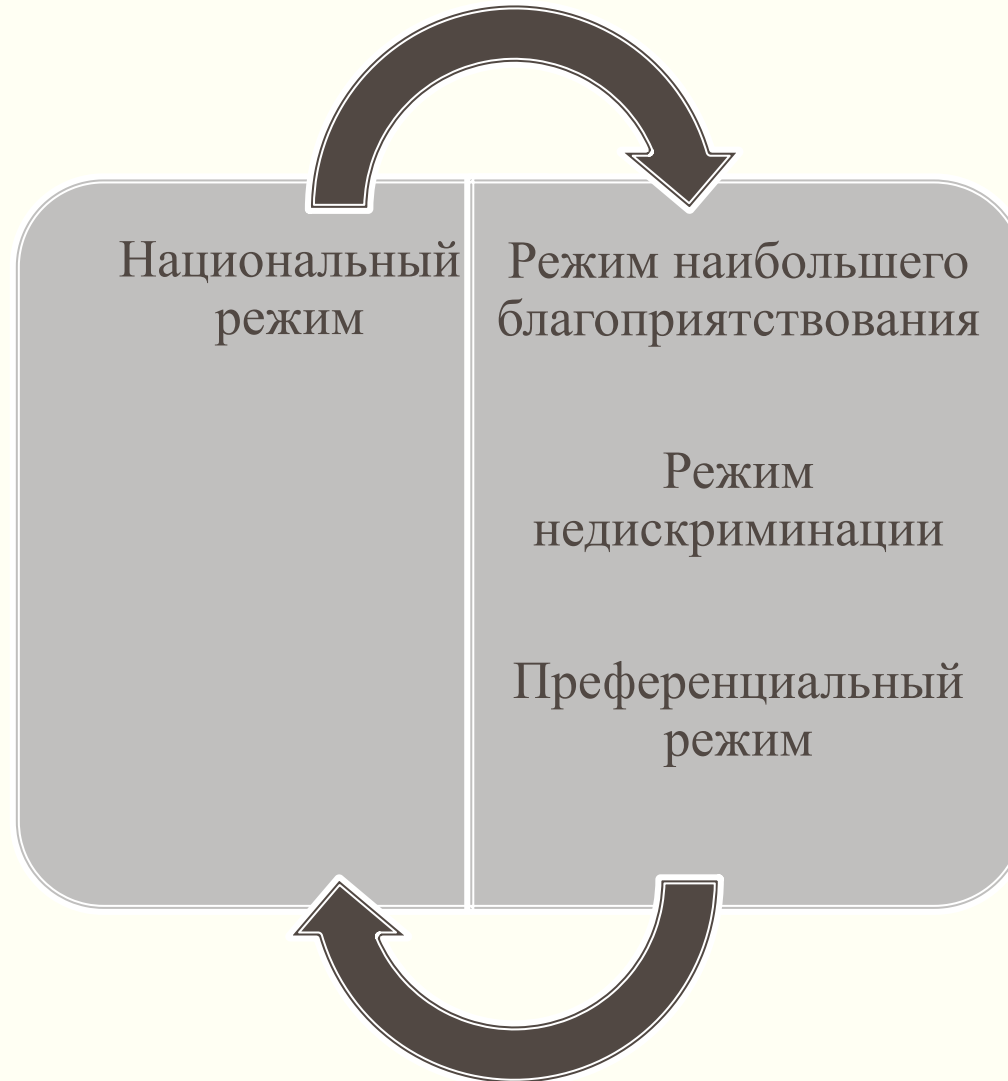 Национальный
режим
Режим наибольшего
благоприятствования
Режим
недискриминации
Преференциальный
режим